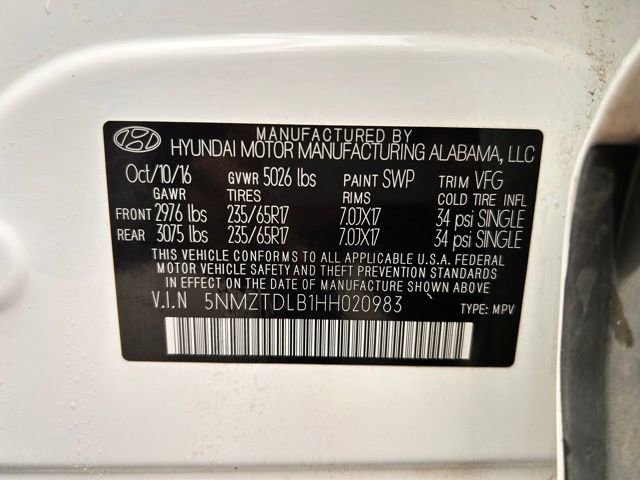 MANUFACTURED BY
HYUNDAI MOTOR MANUFACTURING ALABAMA, LLC
Oct/10/16 GVWR 5026 lbs PAINT SWP TRIM VFG
GAWR TIRES RIMS COLD TIRE INFL
FRONT 2976 lbs 235/65R17 7.0JX17 34 psi SINGLE
REAR 3075 lbs 235/65R17 7.0JX17 34 psi SINGLE
THIS VEHICLE CONFORMS TO ALL APPLICABLE U.S.A. FEDERAL
MOTOR VEHICLE SAFETY AND THEFT PREVENTION STANDARDS
IN EFFECT ON THE DATE OF MANUFACTURE SHOWN ABOVE
V.I.N 5NMZTDLB1HH020983 TYPE: MPV